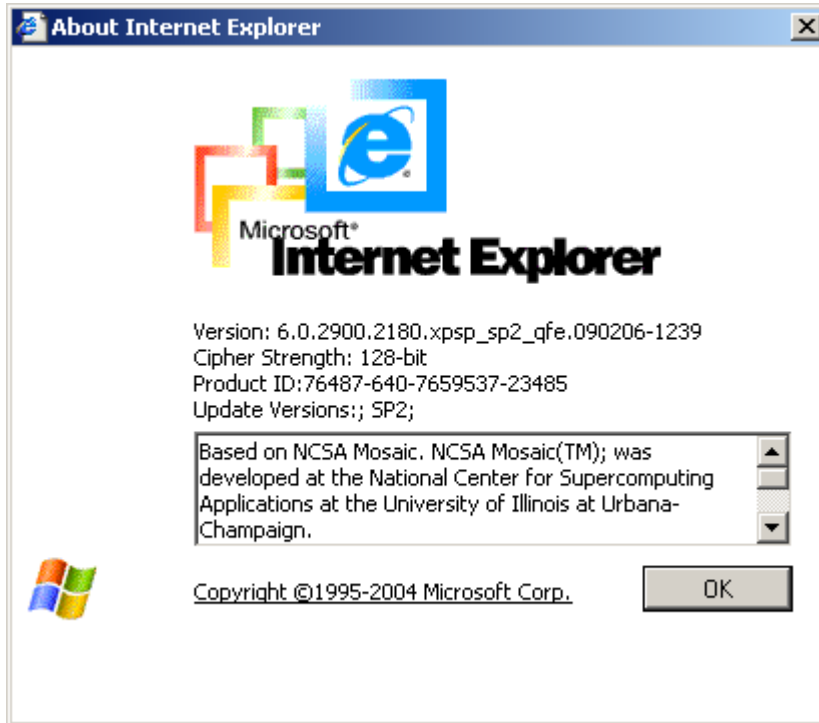 About Internet Explorer
Microsoft®
Internet Explorer
Version: 6.0.2900.2180.xpsp_sp2_qfe.090206-1239
Cipher Strength: 128-bit
Product ID:76487-640-7659537-23485
Update Versions:; SP2;
Based on NCSA Mosaic. NCSA Mosaic(TM); was
developed at the National Center for Supercomputing
Applications at the University of Illinois at Urbana-
Champaign.
Copyright ©1995-2004 Microsoft Corp.
OK